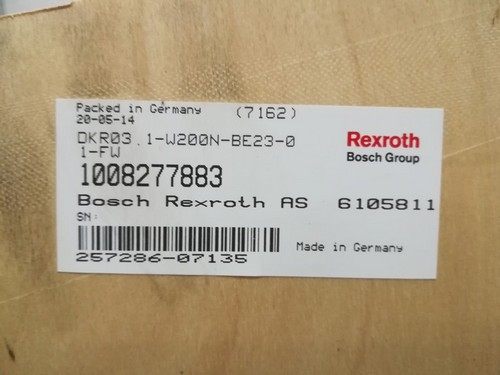 Packed in Germany (7162)
20-05-14
DKR03.1-W200N-BE23-0
1-FW
Rexroth
Bosch Group
1008277883
Bosch Rexroth AS 6105811
SN:
Made in Germany
257286-07135